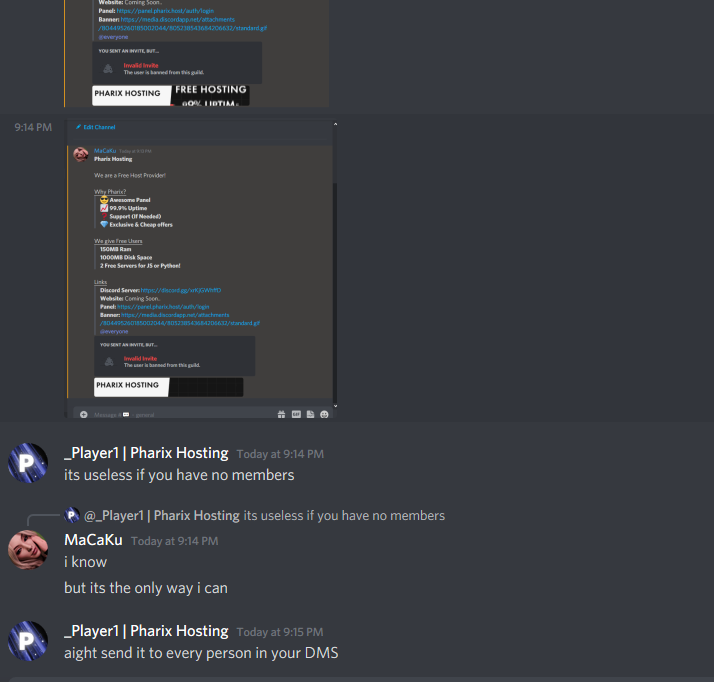 Website: Coming Soon..
Panel: https://panel.pharix.host/auth/login
Banner: https://media.discordapp.net/attachments
/804495260185002044/805238543684206632/standard.gif
@everyone
YOU SENT AN INVITE, BUT...
Invalid Invite
The user is banned from this guild.
PHARIX HOSTING
FREE HOSTING
99% UPTIM
9:14 PM
Edit Channel
MaCaKu Today at 9:13 PM
Pharix Hosting
We are a Free Host Provider!
Why Pharix?
Awesome Panel
99.9% Uptime
Support (If Needed)
Exclusive & Cheap offers
We give Free Users
150MB Ram
1000MB Disk Space
2 Free Servers for JS or Python!
Links
Discord Server:
Website: Coming Soon..
Panel: https://panel.pharix.host/auth/login
Banner: https://media.discordapp.net/attachments
/804495260185002044/805238543684206632/standard.gif
@everyone
YOU SENT AN INVITE, BUT...
Invalid Invite
The user is banned from this guild.
PHARIX HOSTING
Message # general
GIF
_Player1 | Pharix Hosting Today at 9:14 PM
its useless if you have no members
@_Player1 | Pharix Hosting its useless if you have no members
MaCaKu Today at 9:14 PM
i know
but its the only way i can
_Player1 | Pharix Hosting Today at 9:15 PM
aight send it to every person in your DMS